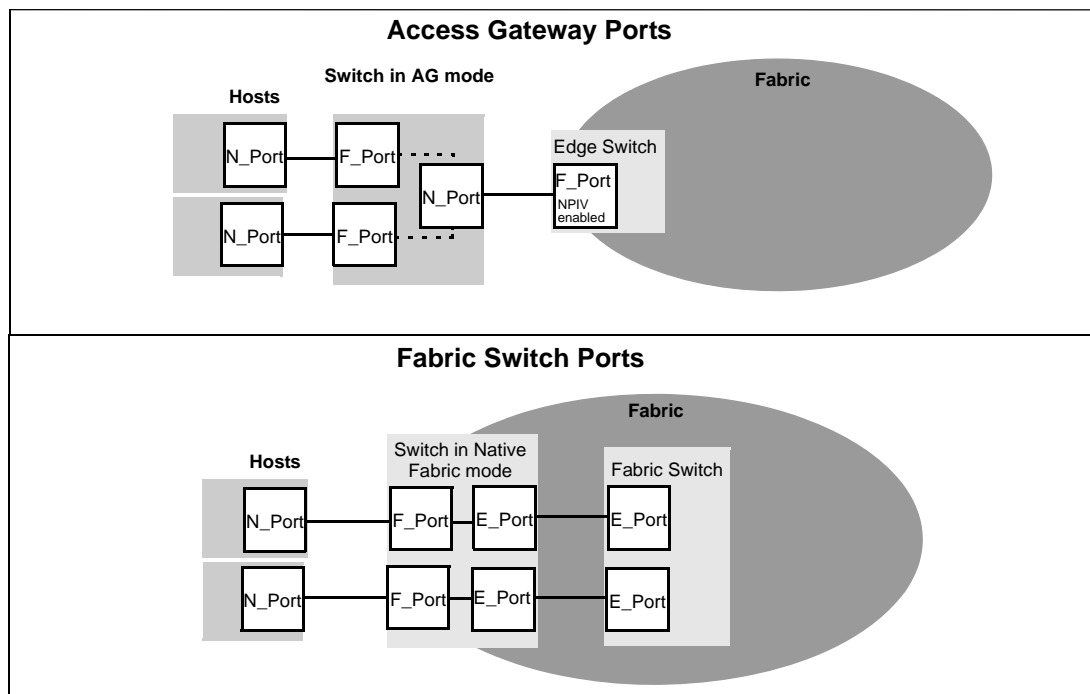 Access Gateway Ports
Switch in AG mode
Fabric
Hosts
Edge Switch
N_Port
F_Port
N_Port
F_Port
NPIV
enabled
N_Port
F_Port
Fabric Switch Ports
Fabric
Switch in Native
Fabric mode
Hosts
Fabric Switch
N_Port
F_Port
E_Port
E_Port
N_Port
F_Port
E_Port
E_Port